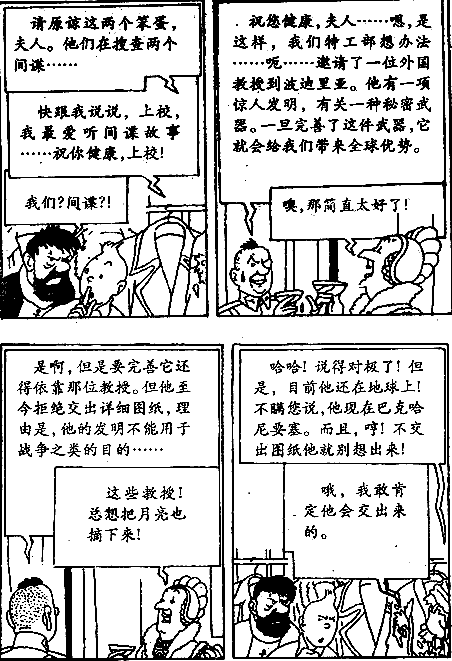 请原谅这两个笨蛋,
夫人。他们在搜查两个
间谍……
快跟我说说,上校,
我最爱听间谍故事
……祝你健康,上校!
我们?间谍?!
祝您健康,夫人……嗯,是
这样,我们特工部想办法
……呃……邀请了一位外国
教授到波迪里亚。他有一项
惊人发明,有关一种秘密武
器。一旦完善了这件武器,它
就会给我们带来全球优势。
噢,那简直太好了!
是啊,但是要完善它还
得依靠那位教授。但他至
今拒绝交出详细图纸,理
由是,他的发明不能用于
战争之类的目的……
这些教授!
总想把月亮也
摘下来!
哈哈!说得对极了!但
是,目前他还在地球上!
不瞒您说,他现在巴克哈
尼要塞。而且,哼!不交
出图纸他就别想出来!
哦,我敢肯
定他会交出来
的。